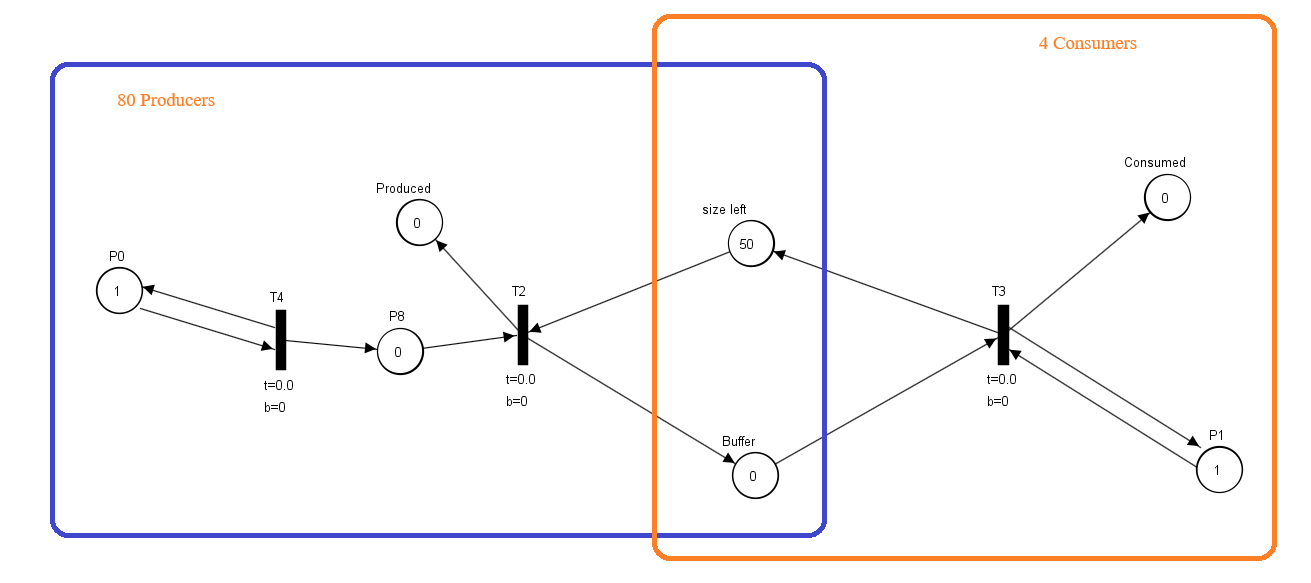 4 Consumers
80 Producers
Consumed
0
Produced
0
size left
50
P0
1
T4
t=0.0
b=0
P8
0
T2
t=0.0
b=0
T3
t=0.0
b=0
Buffer
0
P1
1